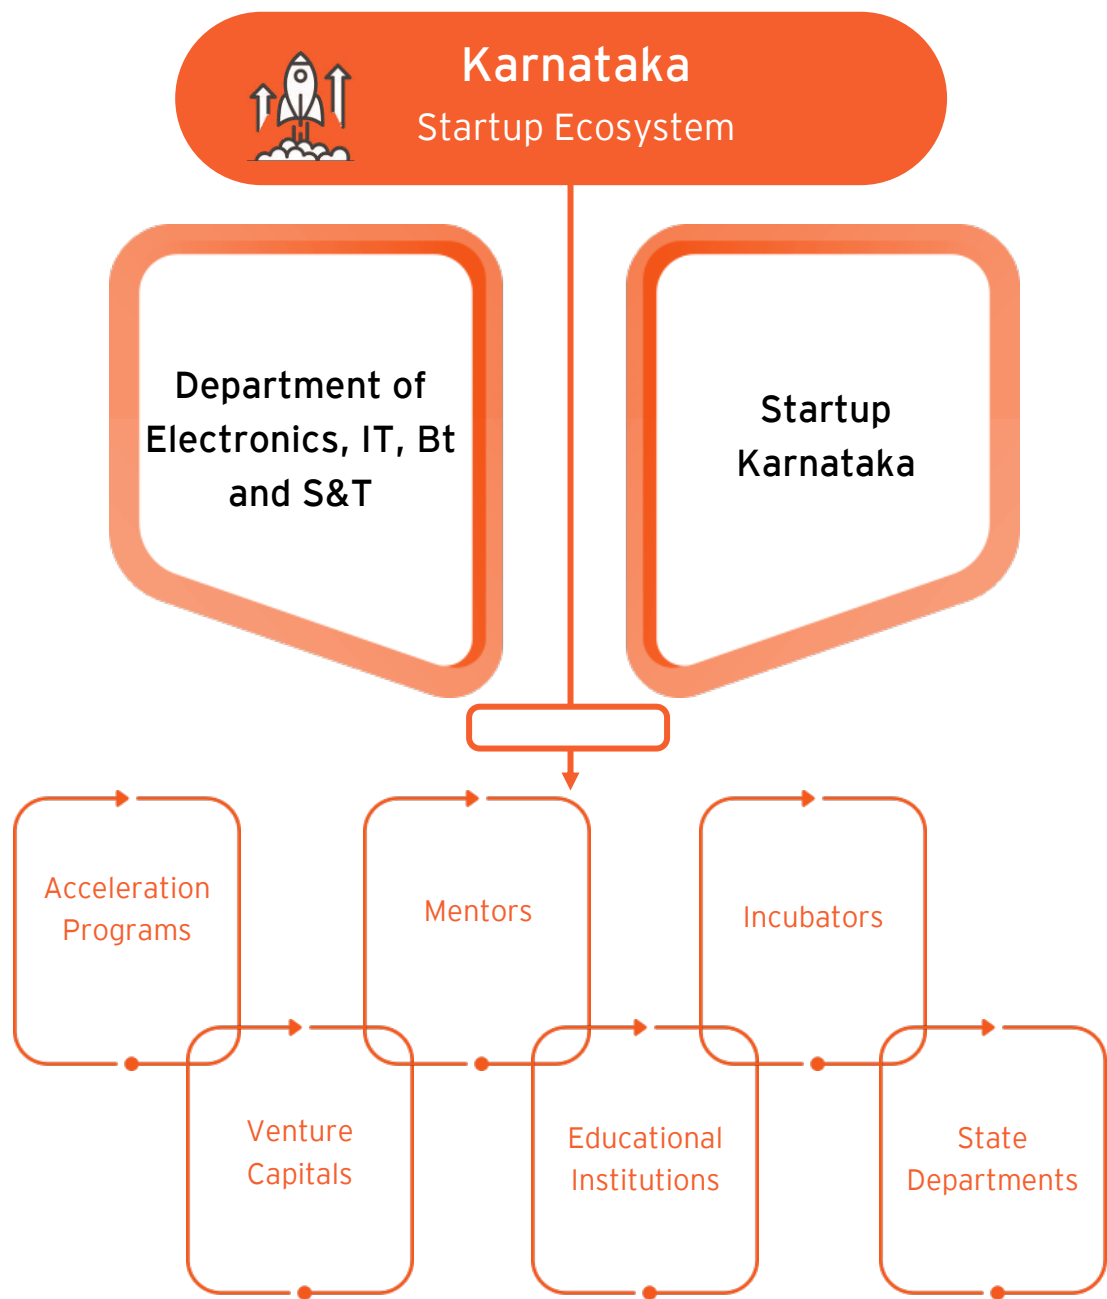 Karnataka
Startup Ecosystem
Department of
Electronics, IT, Bt
and S&T
Startup
Karnataka
Acceleration
Programs
Mentors
Incubators
Venture
Capitals
Educational
Institutions
State
Departments